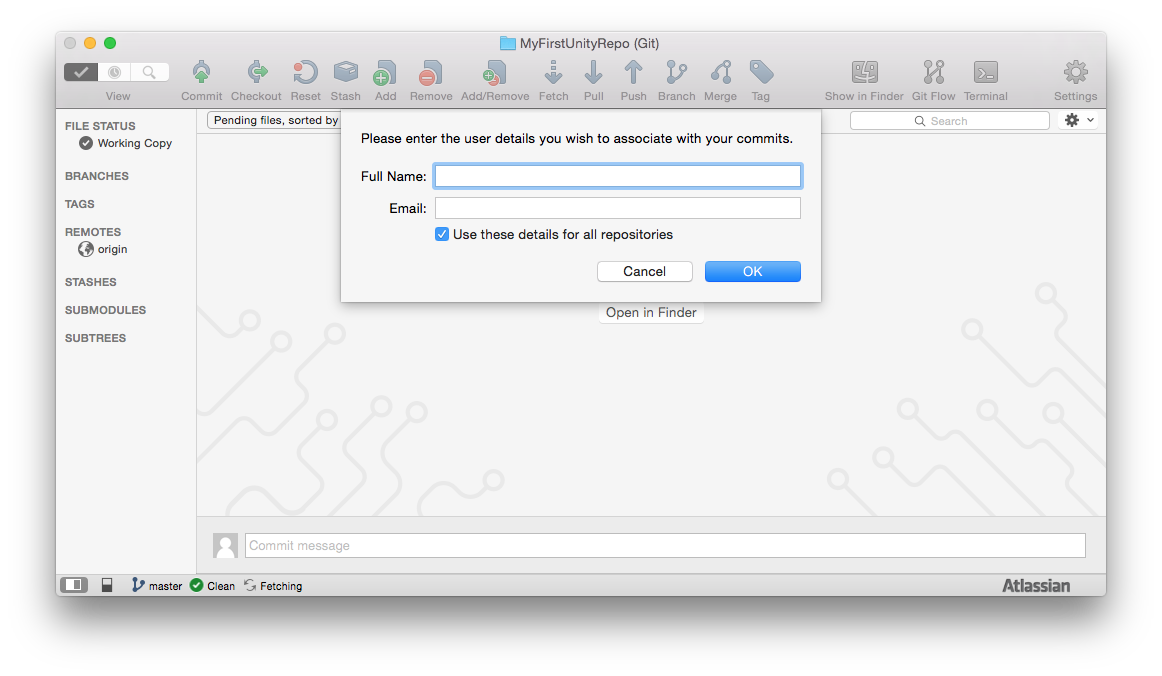 MyFirstUnityRepo (Git)
View Commit Checkout Reset Stash Add Remove Add/Remove Fetch Pull Push Branch Merge Tag Show in Finder Git Flow Terminal Settings
Pending files, sorted by
Search
FILE STATUS
Working Copy
BRANCHES
TAGS
REMOTES
origin
STASHES
SUBMODULES
SUBTREES
Please enter the user details you wish to associate with your commits.
Full Name:
Email:
Use these details for all repositories
Cancel OK
Open in Finder
Commit message
master Clean Fetching Atlassian